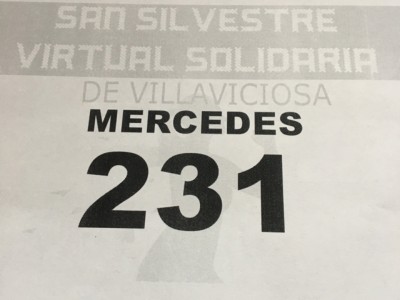 SAN SILVESTRE
VIRTUAL SOLIDARIA
DE VILLAVICIOSA
MERCEDES
231